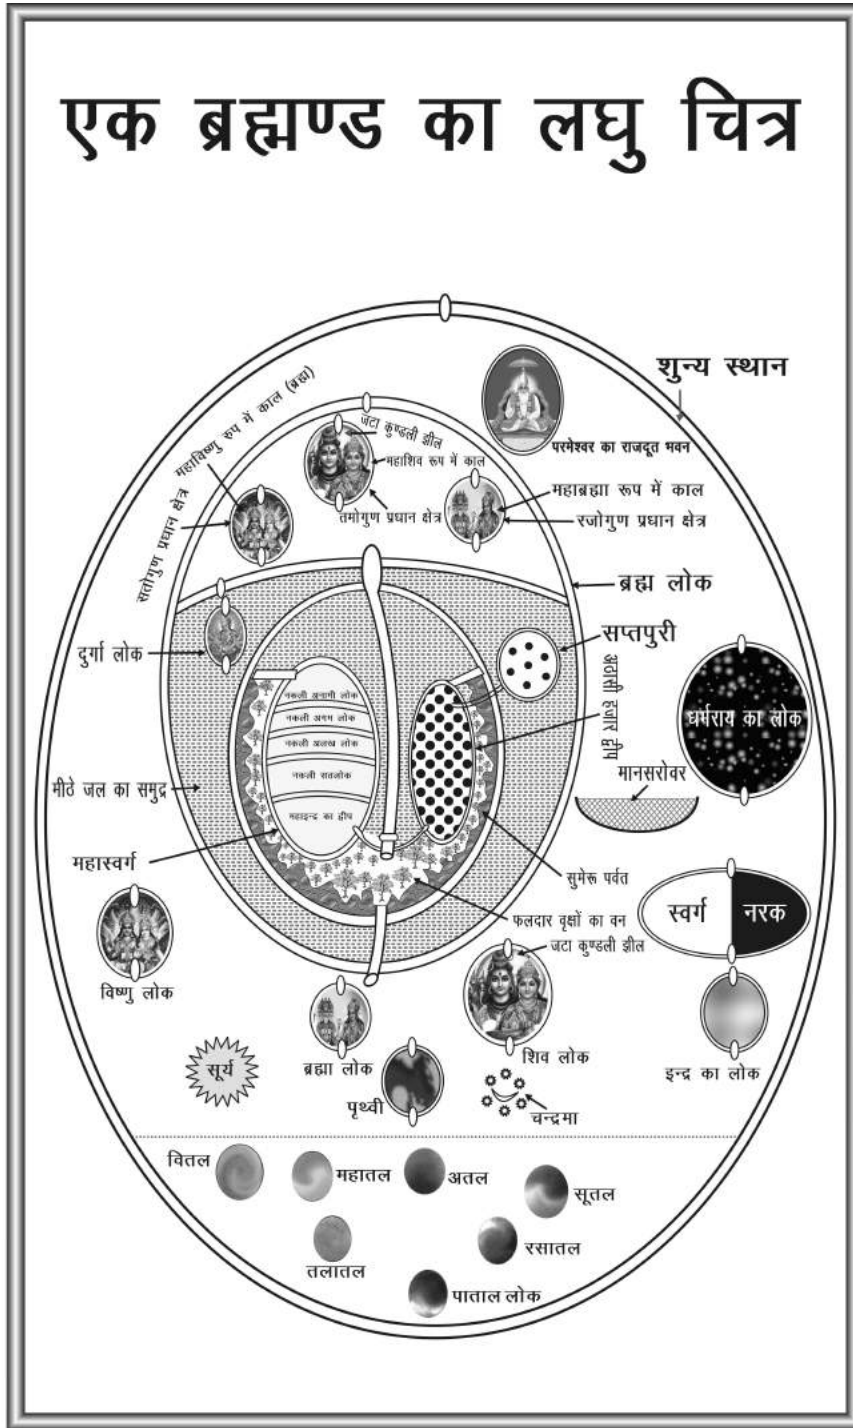 एक ब्रह्मण्ड का लघु चित्र
शुन्य स्थान
परमेश्वर का राजदूत भवन
महाविष्णु रुप में काल (ब्रह्म)
सतोगुण प्रधान क्षेत्र
जटा कुण्डली झील
महाशिव रूप में काल
तमोगुण प्रधान क्षेत्र
महाब्रह्मा रूप में काल
रजोगुण प्रधान क्षेत्र
ब्रह्म लोक
सप्तपुरी
दुर्गा लोक
अठासी हजार द्वीप
नकली अनामी लोक
नकली अगम लोक
नकली अलख लोक
नकली सतलोक
महाइन्द्र का द्वीप
धर्मराय का लोक
मानसरोवर
मीठे जल का समुद्र
महास्वर्ग
सुमेरू पर्वत
फलदार वृक्षों का वन
स्वर्ग
नरक
जटा कुण्डली झील
विष्णु लोक
ब्रह्मा लोक
शिव लोक
इन्द्र का लोक
सूर्य
पृथ्वी
चन्द्रमा
वितल
महातल
अतल
सूतल
तलातल
रसातल
पाताल लोक